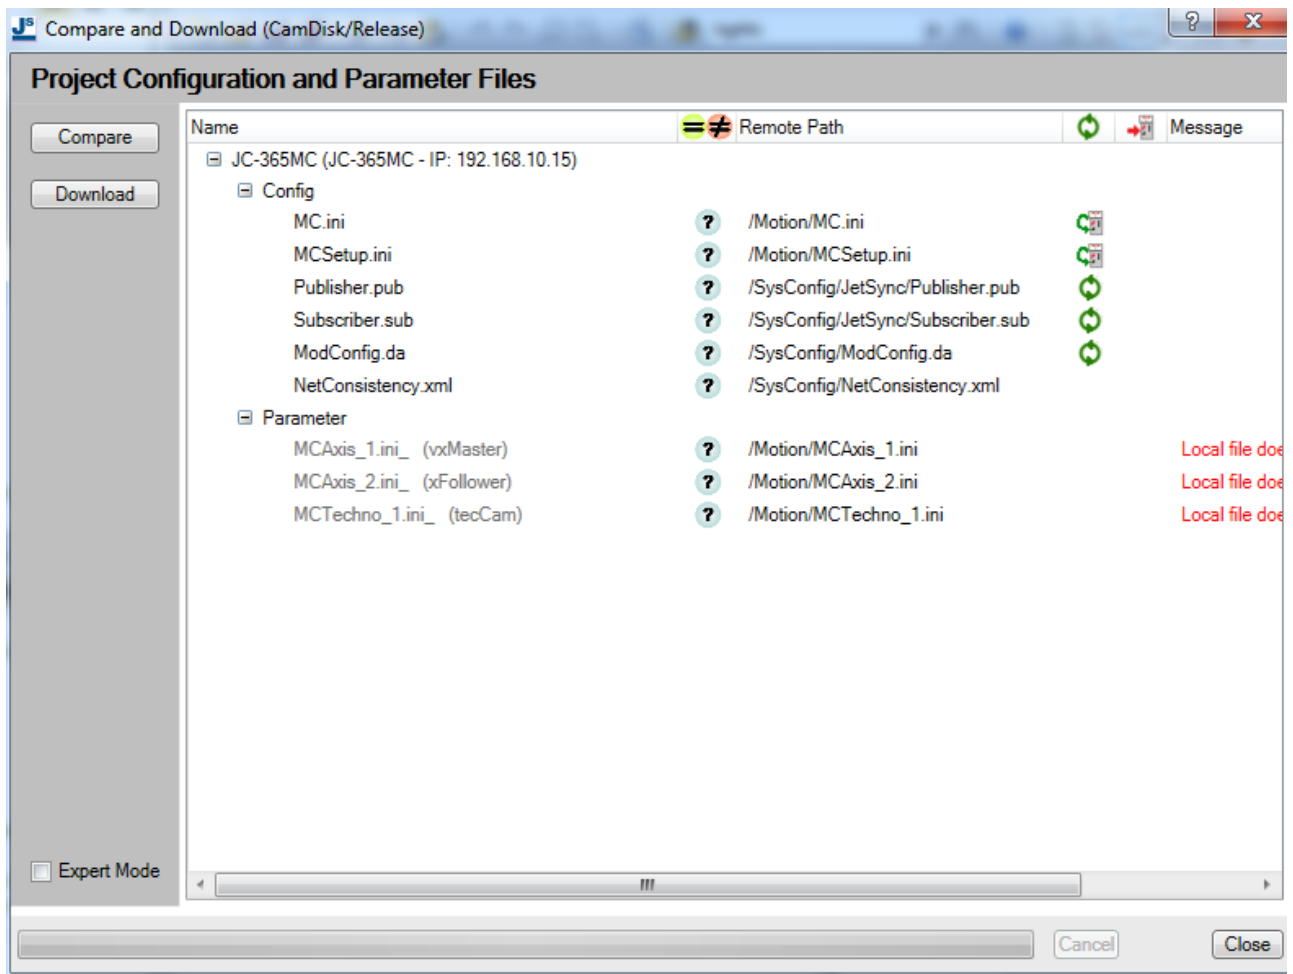 JS Compare and Download (CamDisk/Release)
Project Configuration and Parameter Files
Compare
Download
Name = ≠ Remote Path Message
JC-365MC (JC-365MC - IP: 192.168.10.15)
Config
MC.ini ? /Motion/MC.ini
MCSetup.ini ? /Motion/MCSetup.ini
Publisher.pub ? /SysConfig/JetSync/Publisher.pub
Subscriber.sub ? /SysConfig/JetSync/Subscriber.sub
ModConfig.da ? /SysConfig/ModConfig.da
NetConsistency.xml ? /SysConfig/NetConsistency.xml
Parameter
MCAxis_1.ini_ (vxMaster) ? /Motion/MCAxis_1.ini Local file doe
MCAxis_2.ini_ (xFollower) ? /Motion/MCAxis_2.ini Local file doe
MCTechno_1.ini_ (tecCam) ? /Motion/MCTechno_1.ini Local file doe
Expert Mode
Cancel Close